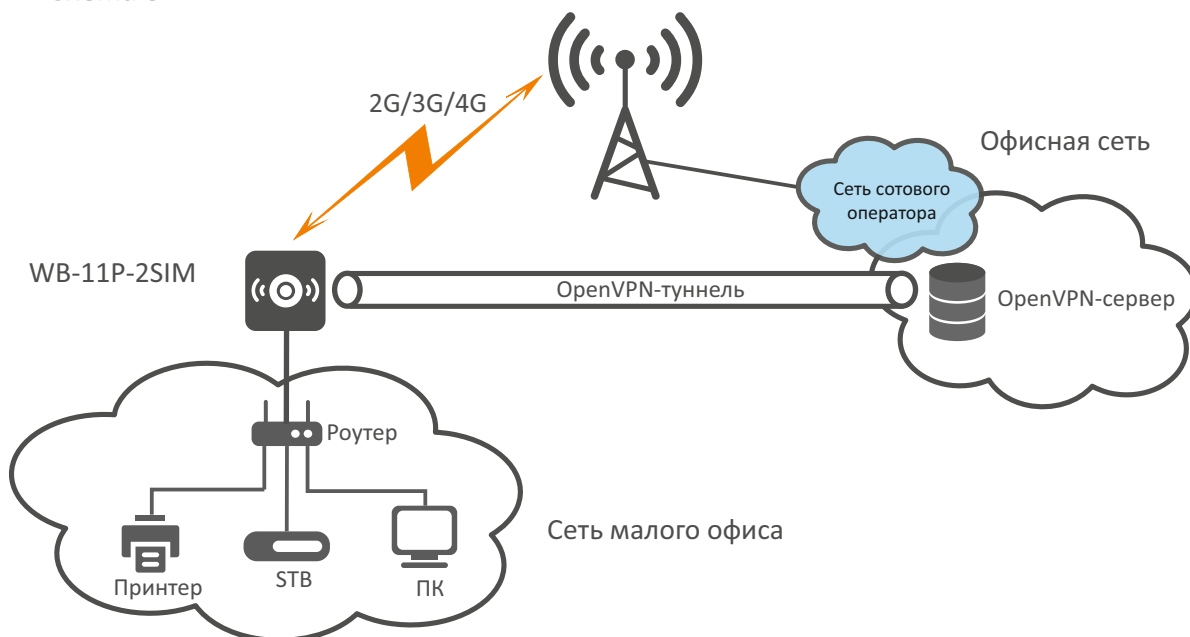 2G/3G/4G
Офисная сеть
Сеть сотового
оператора
WB-11P-2SIM
OpenVPN-туннель
OpenVPN-сервер
Роутер
Сеть малого офиса
Принтер
STB
ПК